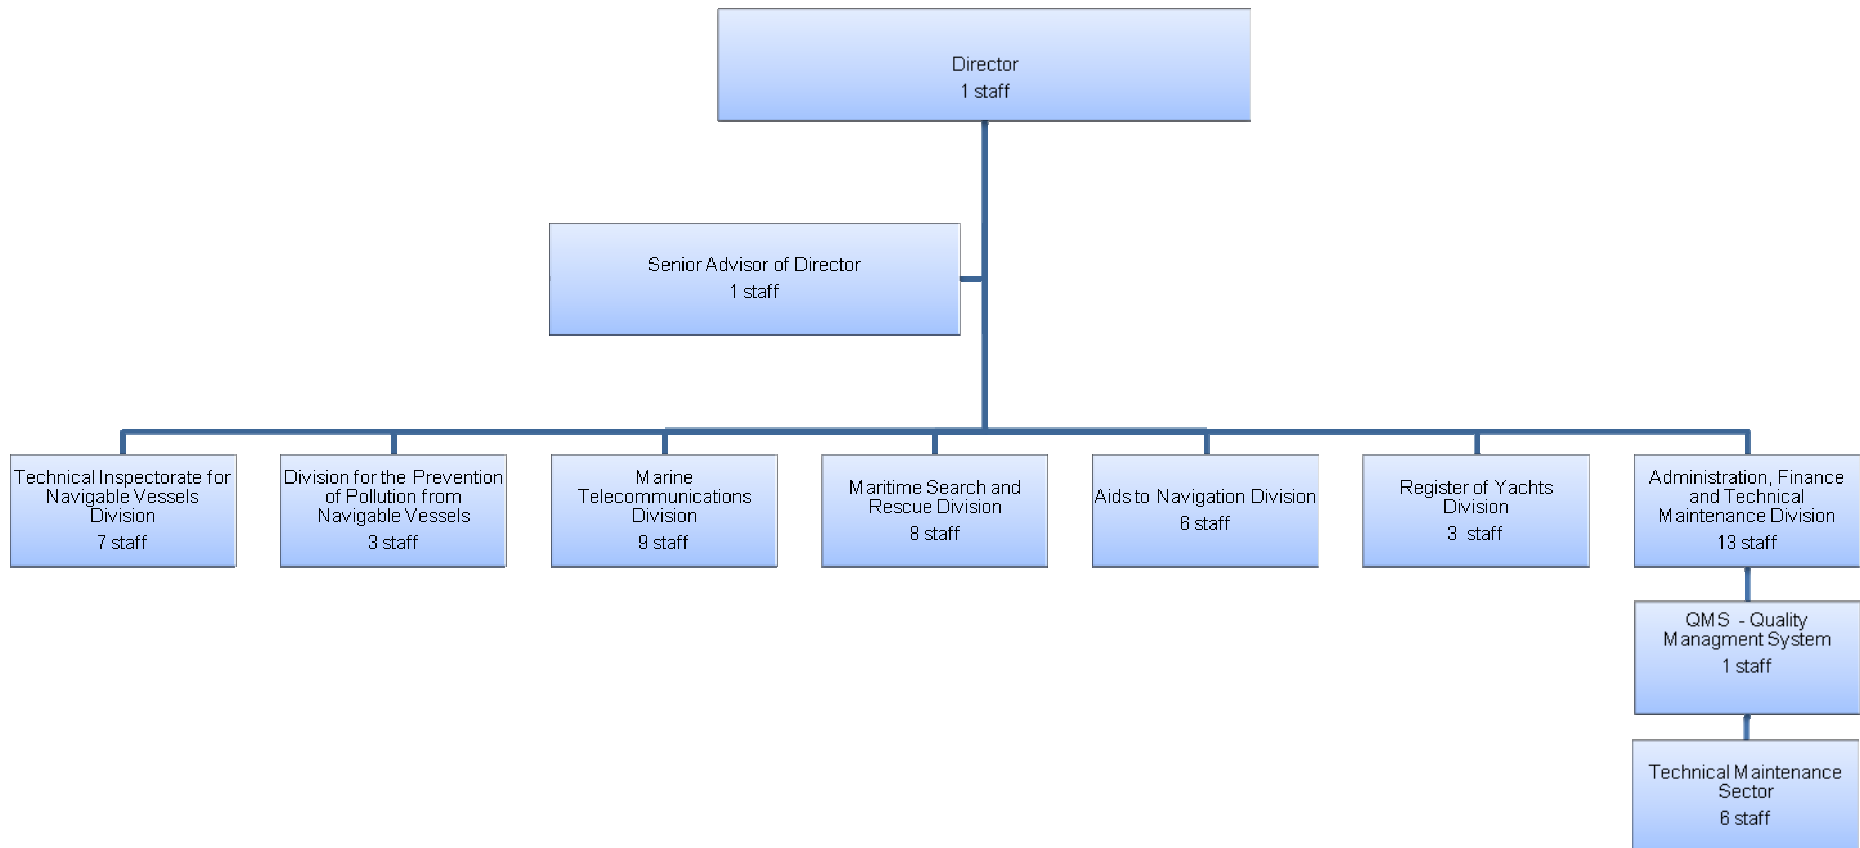 Director
1 staff
Senior Advisor of Director
1 staff
Technical Inspectorate for
Navigable Vessels
Division
7 staff
Division for the Prevention
of Pollution from
Navigable Vessels
3 staff
Marine
Telecommunications
Division
9 staff
Maritime Search and
Rescue Division
8 staff
Aids to Navigation Division
6 staff
Register of Yachts
Division
3 staff
Administration, Finance
and Technical
Maintenance Division
13 staff
QMS - Quality
Managment System
1 staff
Technical Maintenance
Sector
6 staff